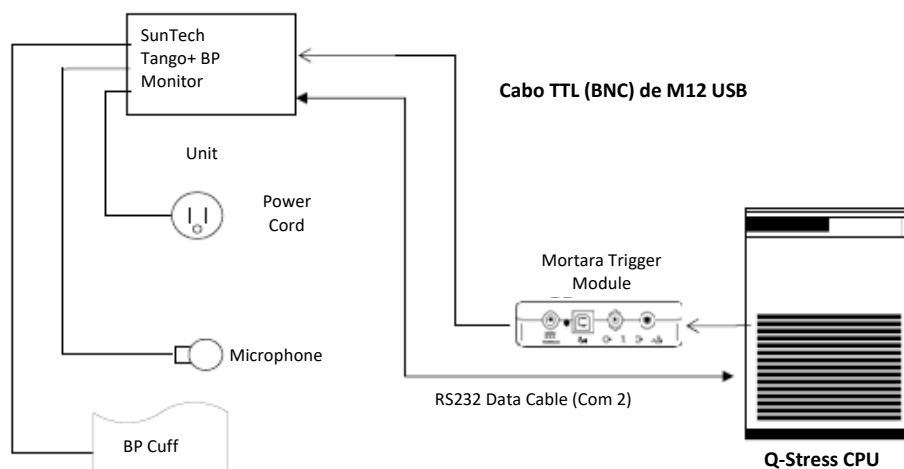 SunTech
Tango+ BP
Monitor
Cabo TTL (BNC) de M12 USB
Unit
Power
Cord
Mortara Trigger
Module
Microphone
RS232 Data Cable (Com 2)
BP Cuff
Q-Stress CPU